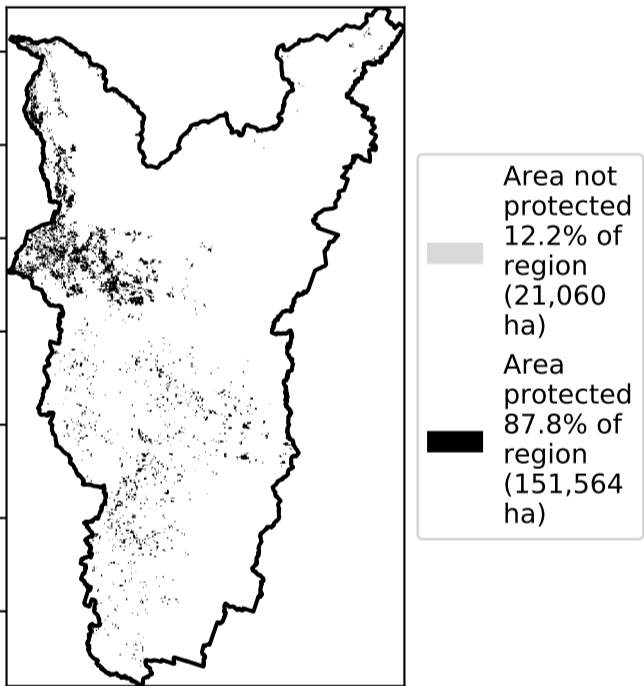 Area not
protected
12.2% of
region
(21,060
ha)
Area
protected
87.8% of
region
(151,564
ha)